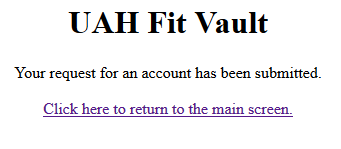 UAH Fit Vault
Your request for an account has been submitted.
Click here to return to the main screen.